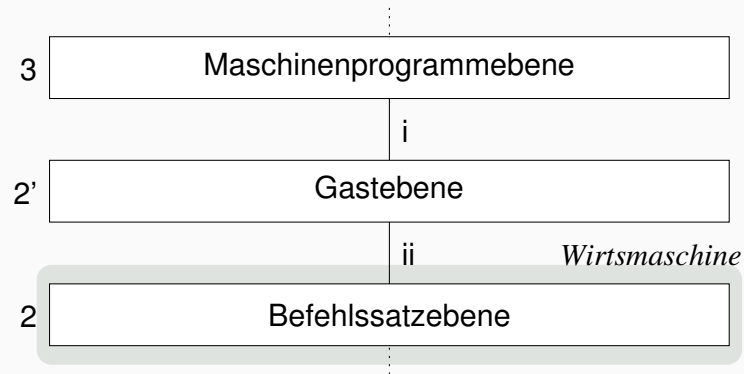 3 Maschinenprogrammebene
i
2' Gastebene
ii Wirtsmaschine
2 Befehlssatzebene